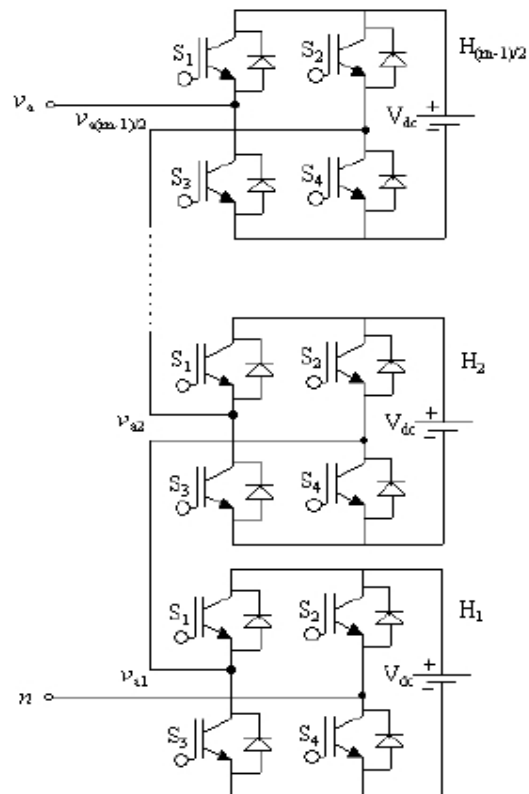 S1 S2 H(m-1)/2
va va(m-1)/2 Vdc + −
S3 S4
S1 S2 H2
va2 Vdc + −
S3 S4
S1 S2 H1
va1 Vdc + −
n
S3 S4